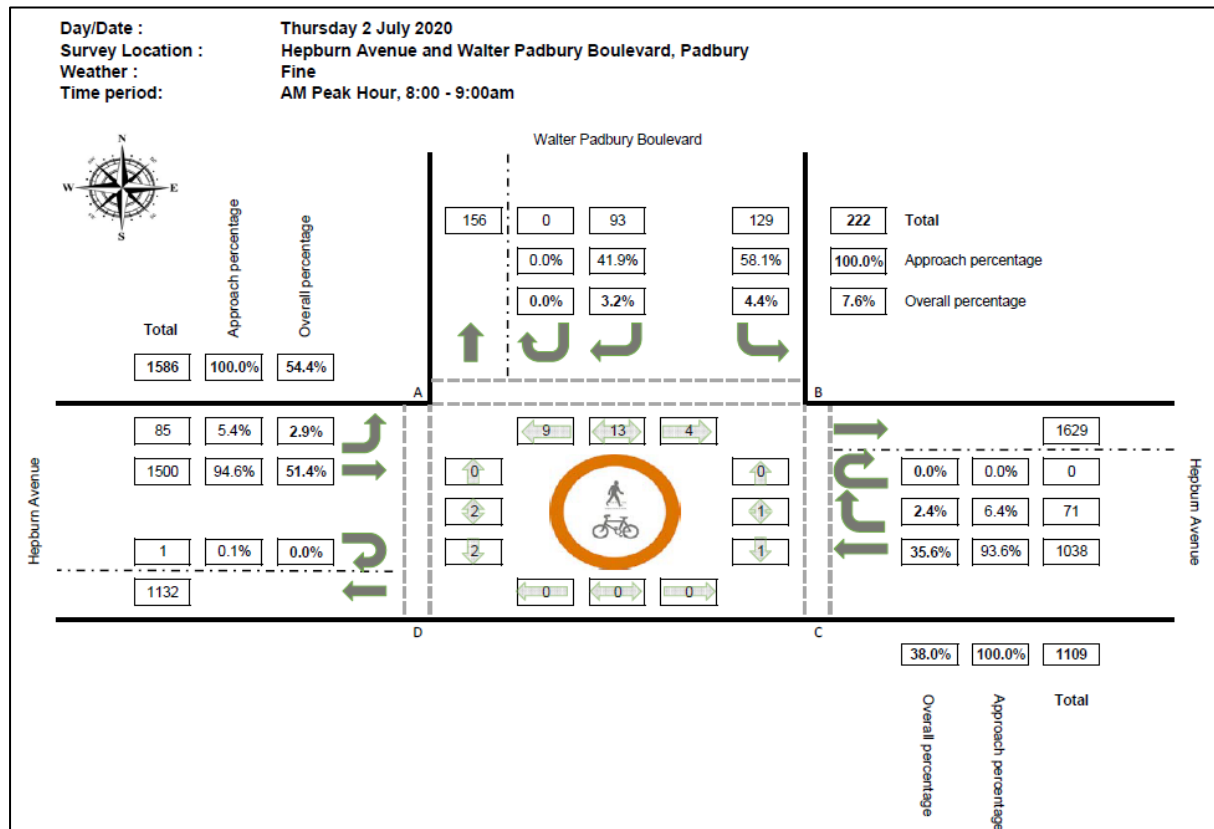 Day/Date : Thursday 2 July 2020
Survey Location : Hepburn Avenue and Walter Padbury Boulevard, Padbury
Weather : Fine
Time period: AM Peak Hour, 8:00 - 9:00am
N
W E
S
Walter Padbury Boulevard
156 0 93 129 222 Total
0.0% 41.9% 58.1% 100.0% Approach percentage
0.0% 3.2% 4.4% 7.6% Overall percentage
Total Approach percentage Overall percentage
1586 100.0% 54.4%
A B
85 5.4% 2.9% 9 13 4 1629
Hepburn Avenue
1500 94.6% 51.4% 0 0 0.0% 0.0% 0
2 1 2.4% 6.4% 71
1 0.1% 0.0% 2 1 35.6% 93.6% 1038
Hepburn Avenue
1132 0 0 0
D C
38.0% 100.0% 1109
Overall percentage Approach percentage Total